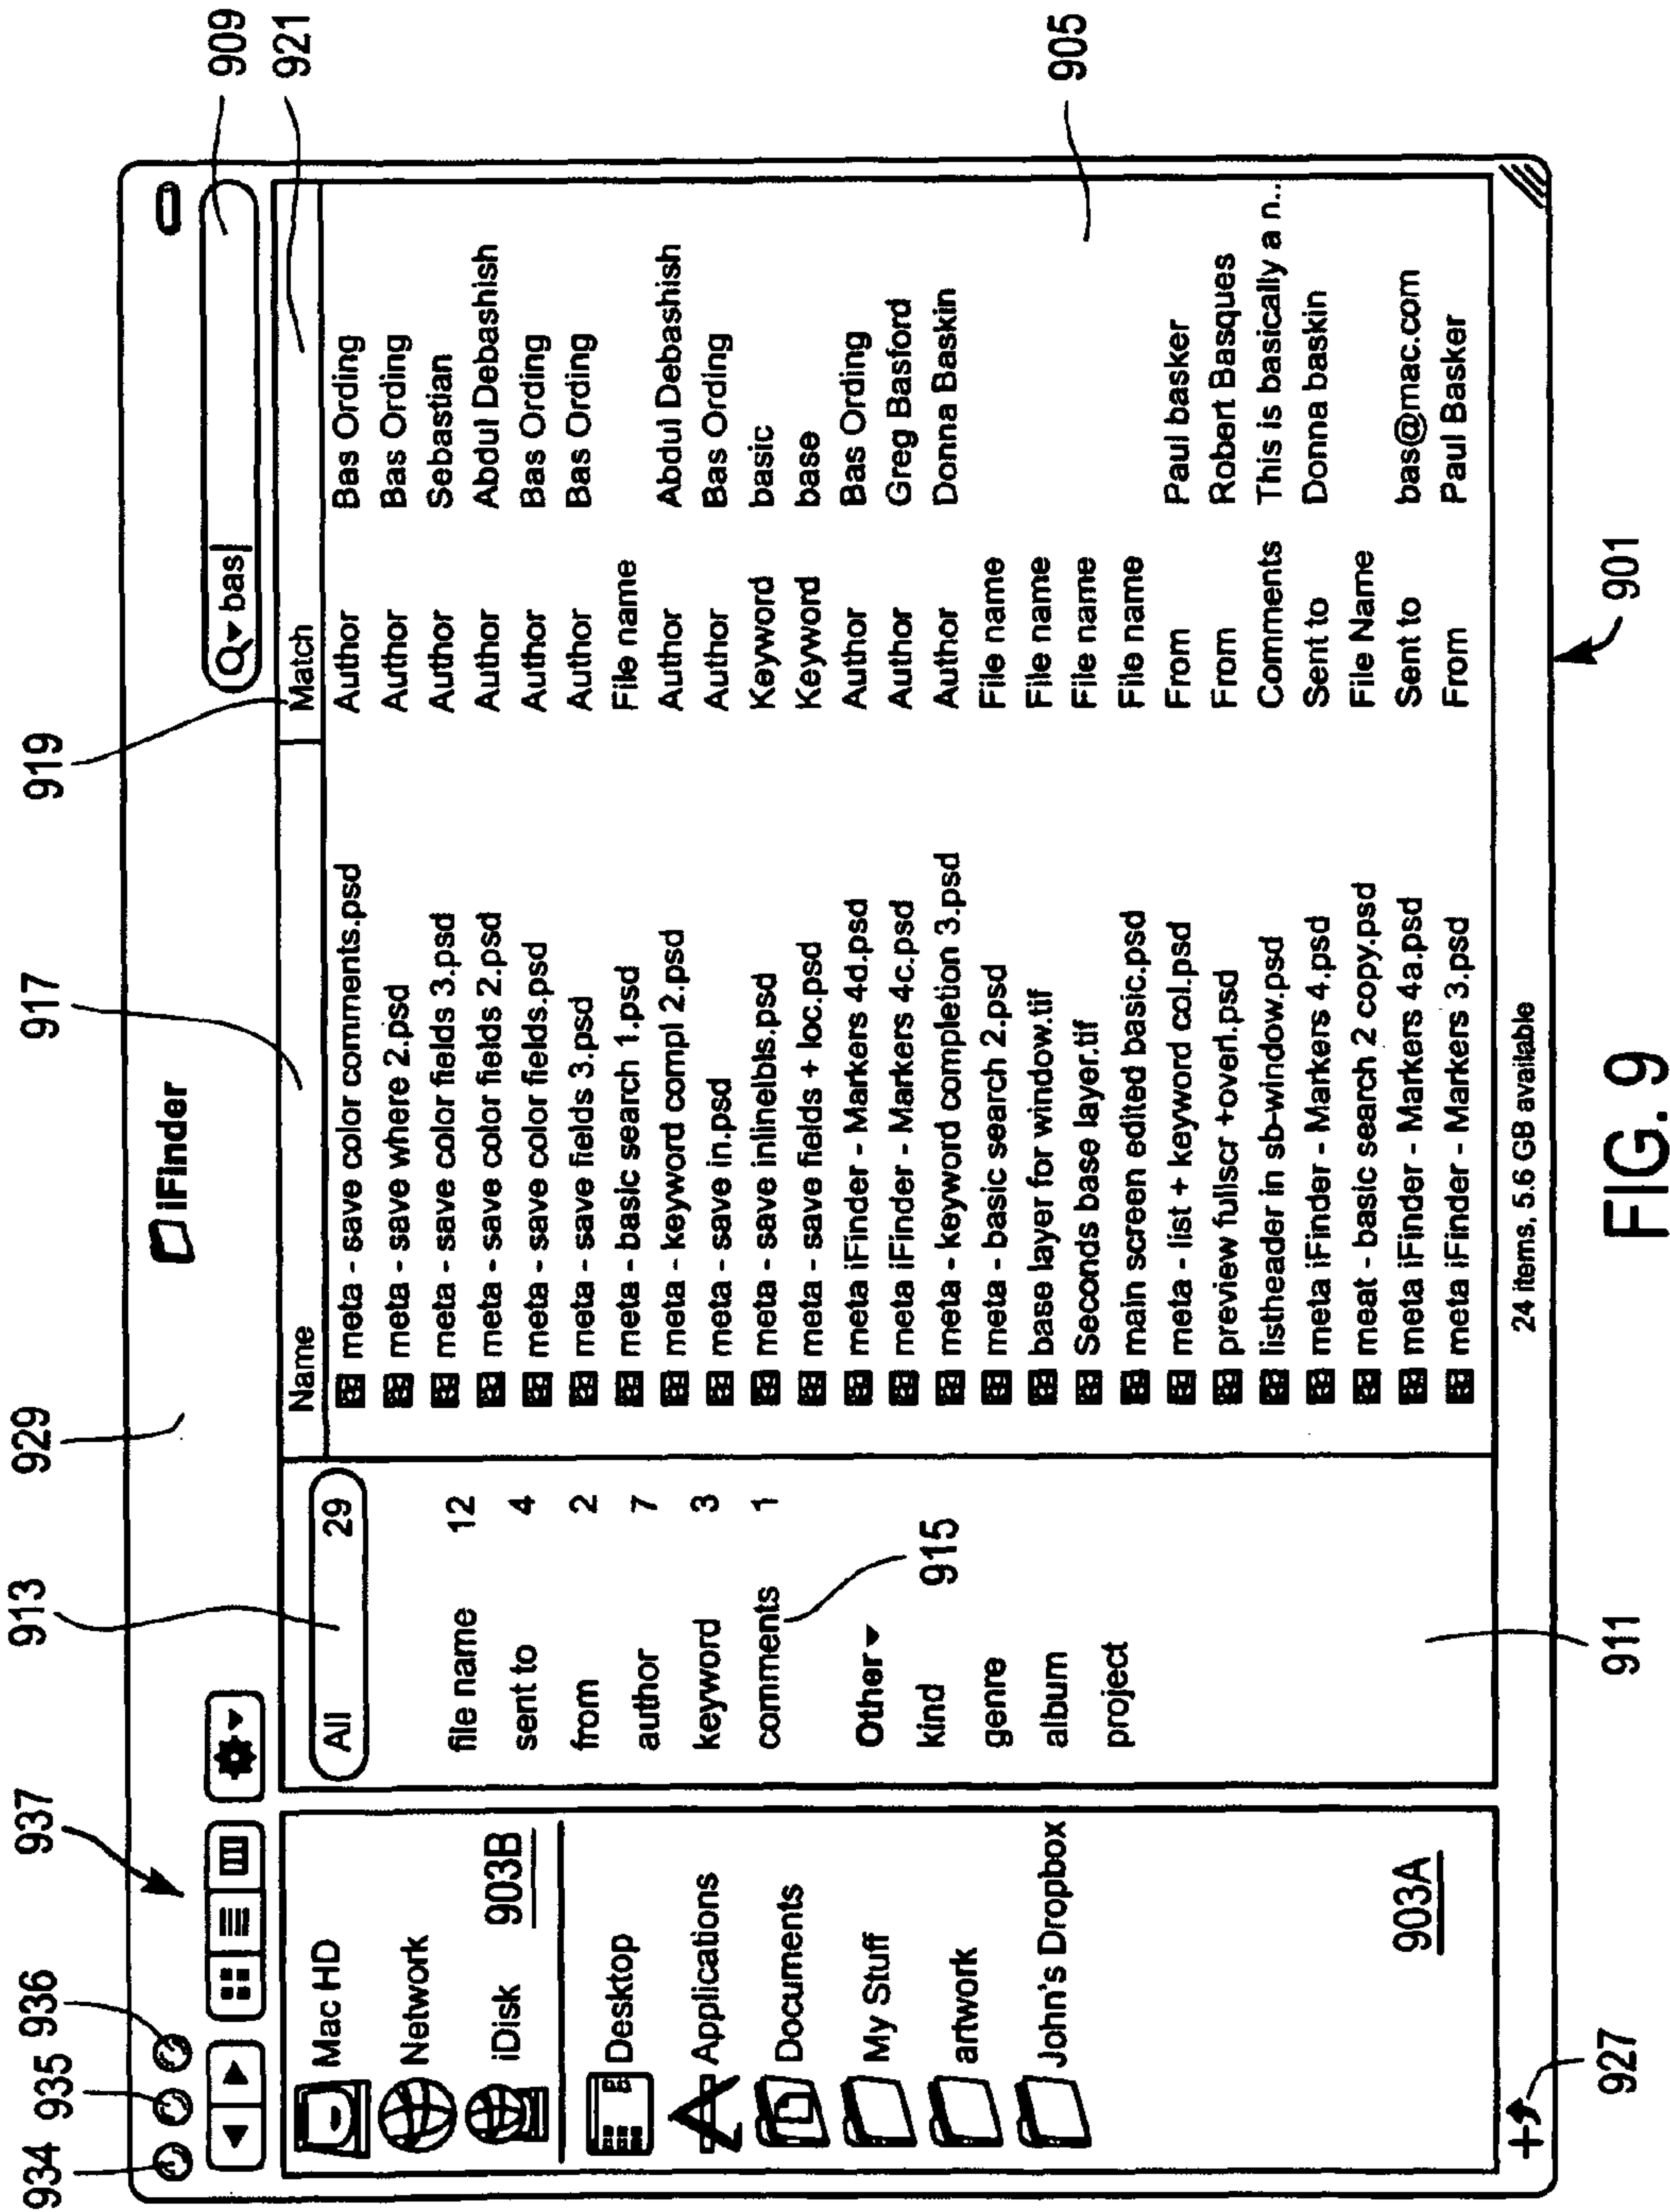 934 935 936 937 913 929 917 919
iFinder
909
bas
921
Mac HD
Network
iDisk
903B
Desktop
Applications
Documents
My Stuff
artwork
John's Dropbox
903A
All 29
file name 12
sent to 4
from 2
author 7
keyword 3
comments 1
915
Other
kind
genre
album
project
Name Match
meta - save color comments.psd Author Bas Ording
meta - save where 2.psd Author Bas Ording
meta - save color fields 3.psd Author Sebastian
meta - save color fields 2.psd Author Abdul Debashish
meta - save color fields.psd Author Bas Ording
meta - save fields 3.psd Author Bas Ording
meta - basic search 1.psd File name
meta - keyword compl 2.psd Author Abdul Debashish
meta - save in.psd Author Bas Ording
meta - save inlinelbls.psd Keyword basic
meta - save fields + loc.psd Keyword base
meta iFinder - Markers 4d.psd Author Bas Ording
meta iFinder - Markers 4c.psd Author Greg Basford
meta - keyword completion 3.psd Author Donna Baskin
meta - basic search 2.psd File name
base layer for window.tif File name
Seconds base layer.tif File name
main screen edited basic.psd File name
meta - list + keyword col.psd From Paul basker
preview fullscr +overl.psd From Robert Basques
listheader in sb-window.psd Comments This is basically a n..
meta iFinder - Markers 4.psd Sent to Donna baskin
meat - basic search 2 copy.psd File Name
meta iFinder - Markers 4a.psd Sent to bas@mac.com
meta iFinder - Markers 3.psd From Paul Basker
905
24 items, 5.6 GB available
927
911
901
FIG. 9